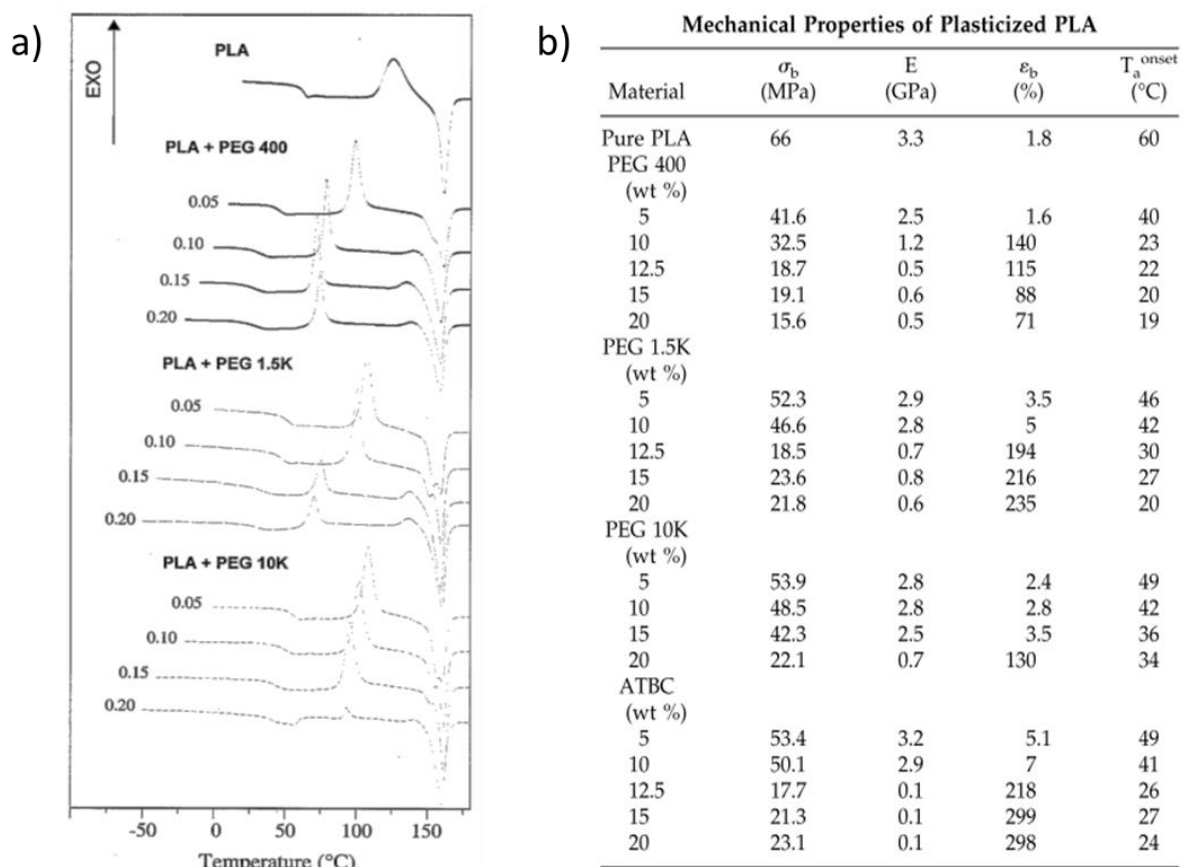 a)
EXO
PLA
PLA + PEG 400
0.05
0.10
0.15
0.20
PLA + PEG 1.5K
0.05
0.10
0.15
0.20
PLA + PEG 10K
0.05
0.10
0.15
0.20
-50 0 50 100 150
Temperature (°C)
b)
Mechanical Properties of Plasticized PLA
σb E εb Ta onset
Material (MPa) (GPa) (%) (°C)
Pure PLA 66 3.3 1.8 60
PEG 400
(wt %)
5 41.6 2.5 1.6 40
10 32.5 1.2 140 23
12.5 18.7 0.5 115 22
15 19.1 0.6 88 20
20 15.6 0.5 71 19
PEG 1.5K
(wt %)
5 52.3 2.9 3.5 46
10 46.6 2.8 5 42
12.5 18.5 0.7 194 30
15 23.6 0.8 216 27
20 21.8 0.6 235 20
PEG 10K
(wt %)
5 53.9 2.8 2.4 49
10 48.5 2.8 2.8 42
15 42.3 2.5 3.5 36
20 22.1 0.7 130 34
ATBC
(wt %)
5 53.4 3.2 5.1 49
10 50.1 2.9 7 41
12.5 17.7 0.1 218 26
15 21.3 0.1 299 27
20 23.1 0.1 298 24